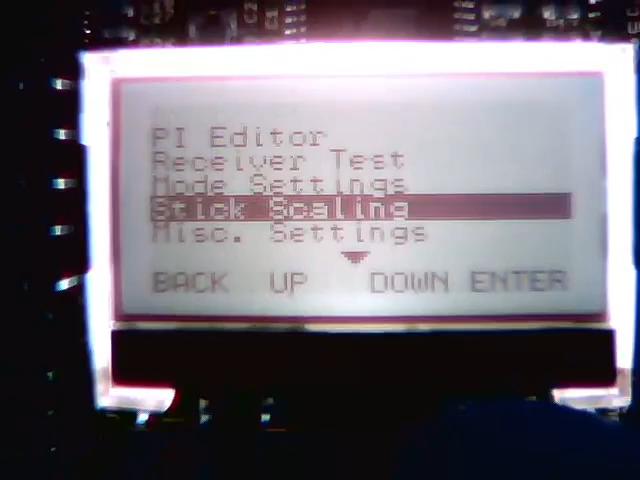 PI Editor
Receiver Test
Mode Settings
Stick Scaling
Misc. Settings
BACK UP DOWN ENTER